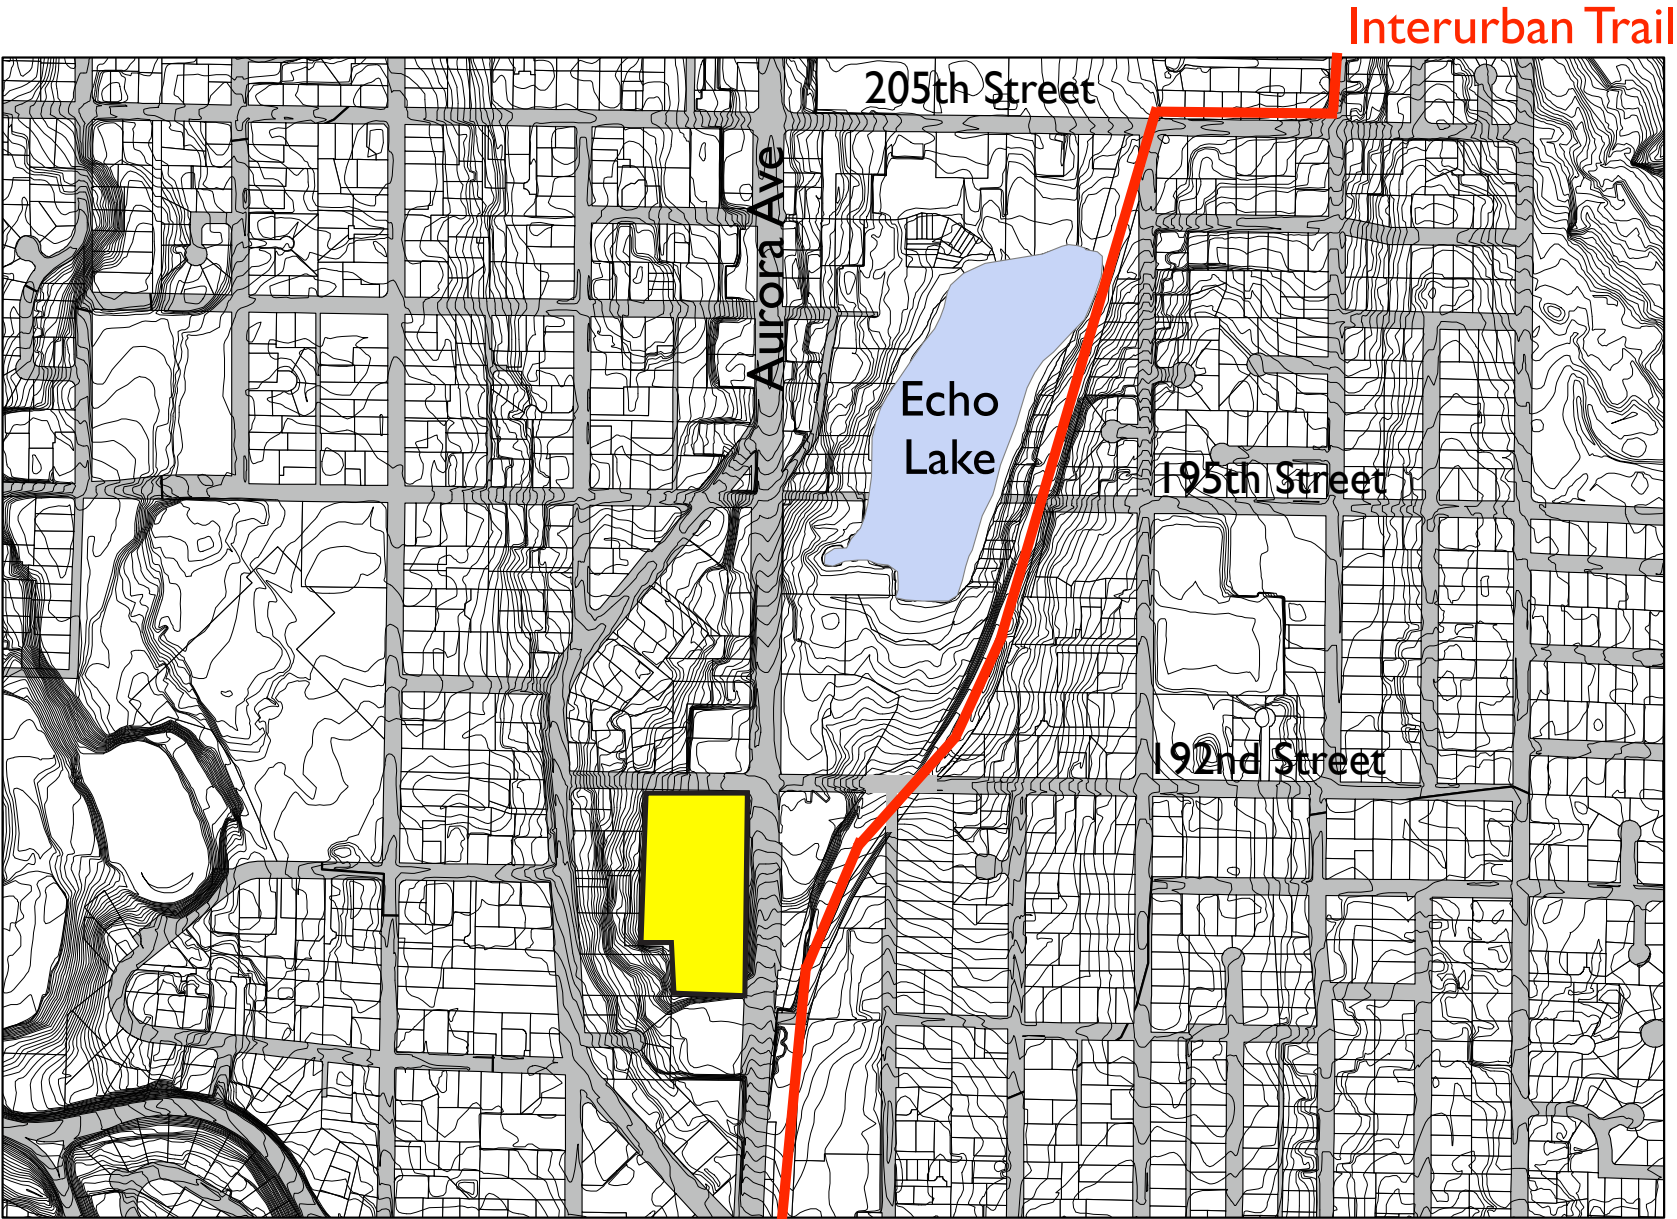 Interurban Trail
205th Street
Aurora Ave
Echo
Lake
195th Street
192nd Street